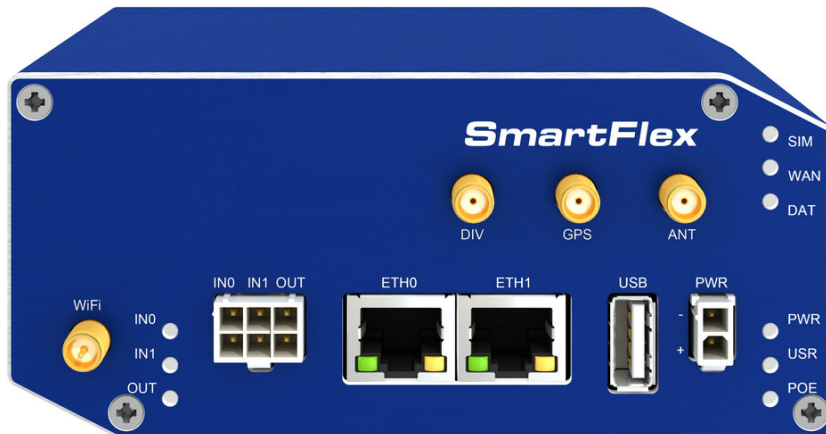 SmartFlex
SIM
WAN
DAT
DIV GPS ANT
IN0 IN1 OUT ETH0 ETH1 USB PWR
WiFi
IN0
IN1
OUT
-
+
PWR
USR
POE